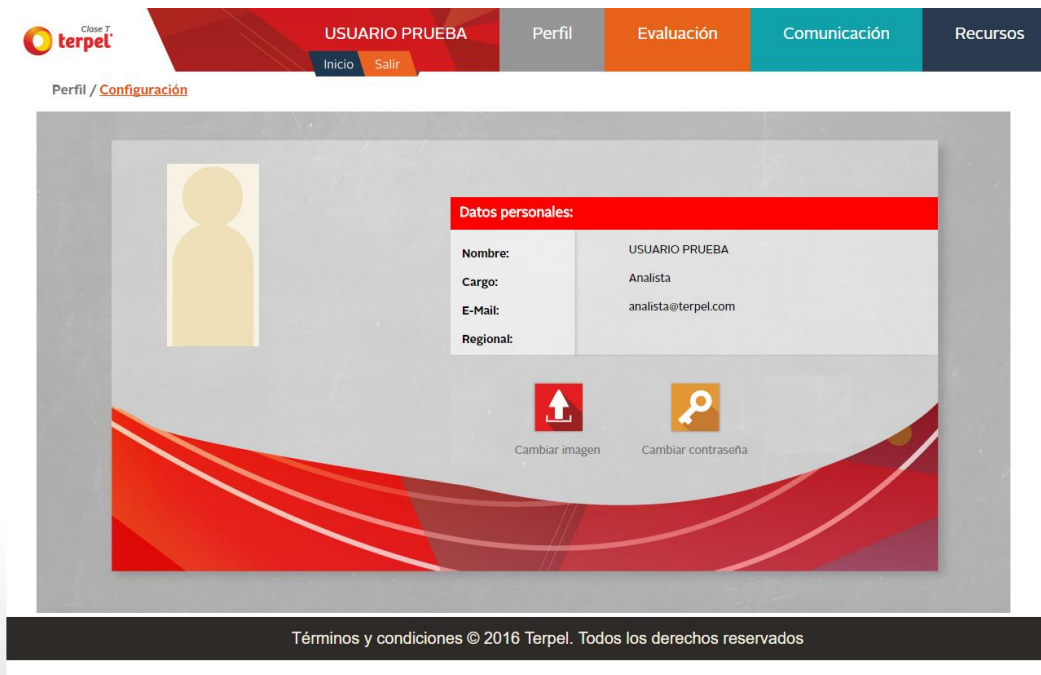 Clase T
terpel
USUARIO PRUEBA
Perfil
Evaluación
Comunicación
Recursos
Inicio
Salir
Perfil / Configuración
Datos personales:
Nombre: USUARIO PRUEBA
Cargo: Analista
E-Mail: analista@terpel.com
Regional:
Cambiar imagen
Cambiar contraseña
Términos y condiciones © 2016 Terpel. Todos los derechos reservados